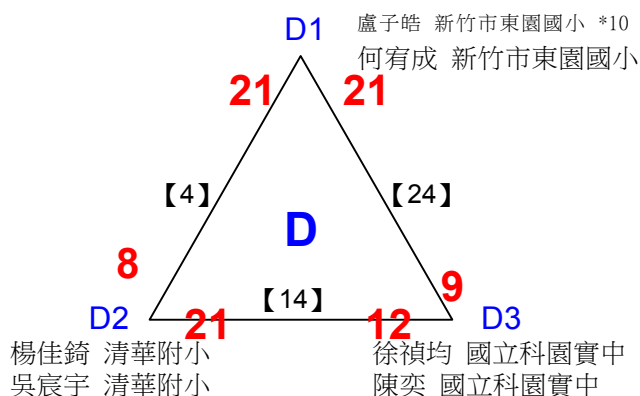 盧子皓 新竹市東園國小 *10
D1
何宥成 新竹市東園國小
21 21
【4】 【24】
D
8 9
【14】
D2 21 12 D3
楊佳錡 清華附小 徐禎均 國立科園實中
吳宸宇 清華附小 陳奕 國立科園實中